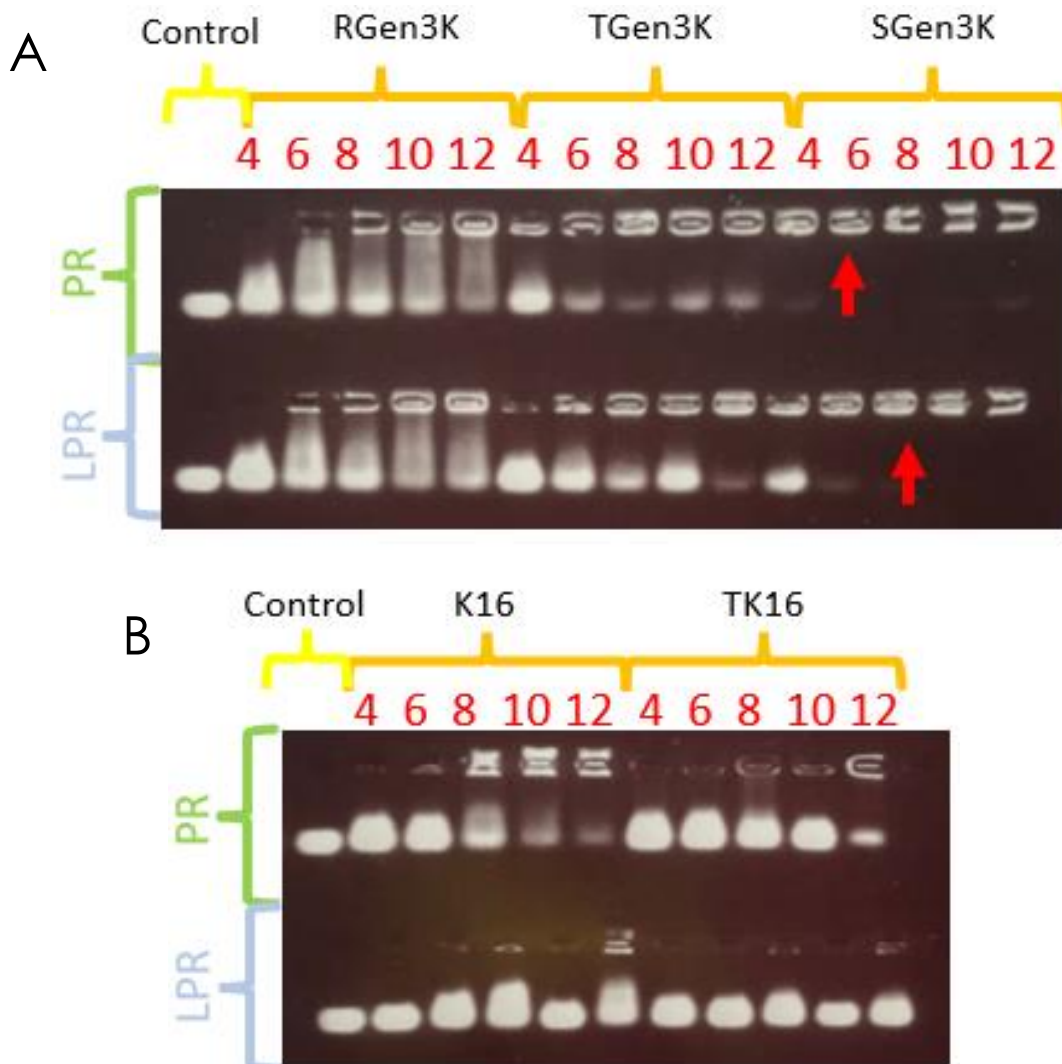 A
Control RGen3K TGen3K SGen3K
4 6 8 10 12 4 6 8 10 12 4 6 8 10 12
PR
LPR
B
Control K16 TK16
4 6 8 10 12 4 6 8 10 12
PR
LPR